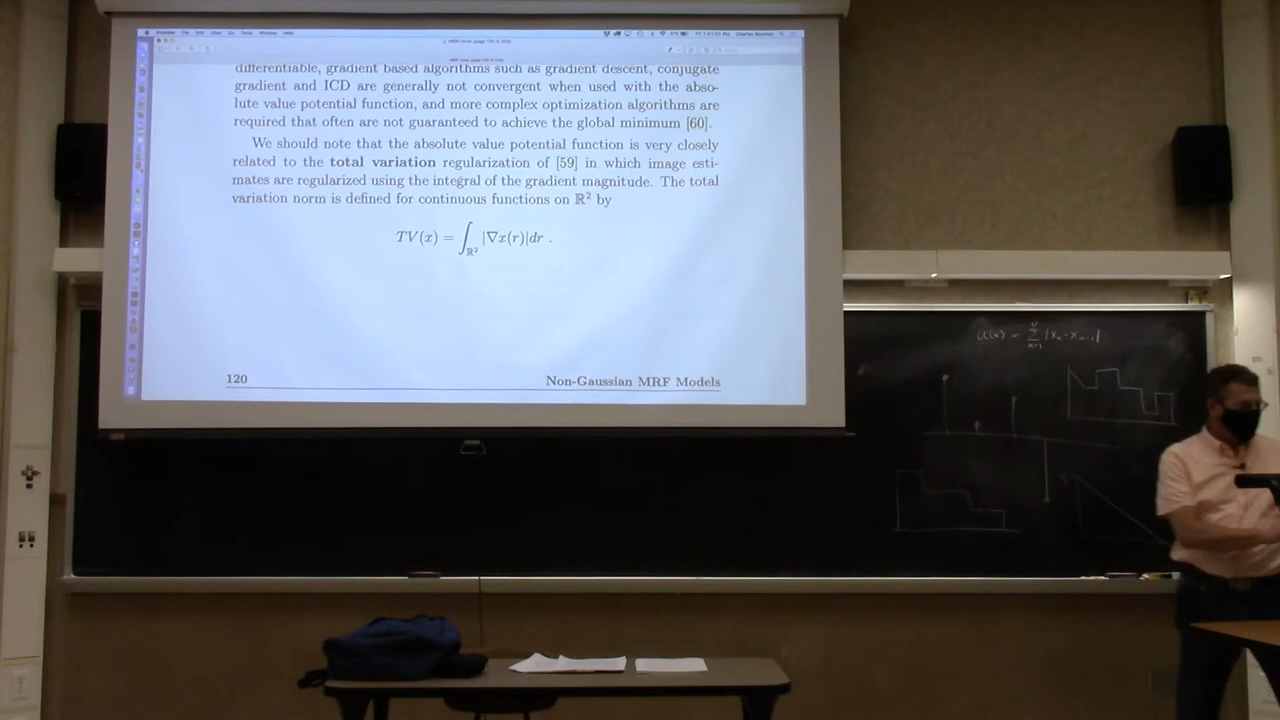 differentiable, gradient based algorithms such as gradient descent, conjugate
gradient and ICD are generally not convergent when used with the abso-
lute value potential function, and more complex optimization algorithms are
required that often are not guaranteed to achieve the global minimum [60].
We should note that the absolute value potential function is very closely
related to the total variation regularization of [59] in which image esti-
mates are regularized using the integral of the gradient magnitude. The total
variation norm is defined for continuous functions on ℝ² by
TV(x) = ∫_ℝ² |∇x(r)|dr .
120 Non-Gaussian MRF Models
u(x) = Σ |xₙ - xₙ₋₁|